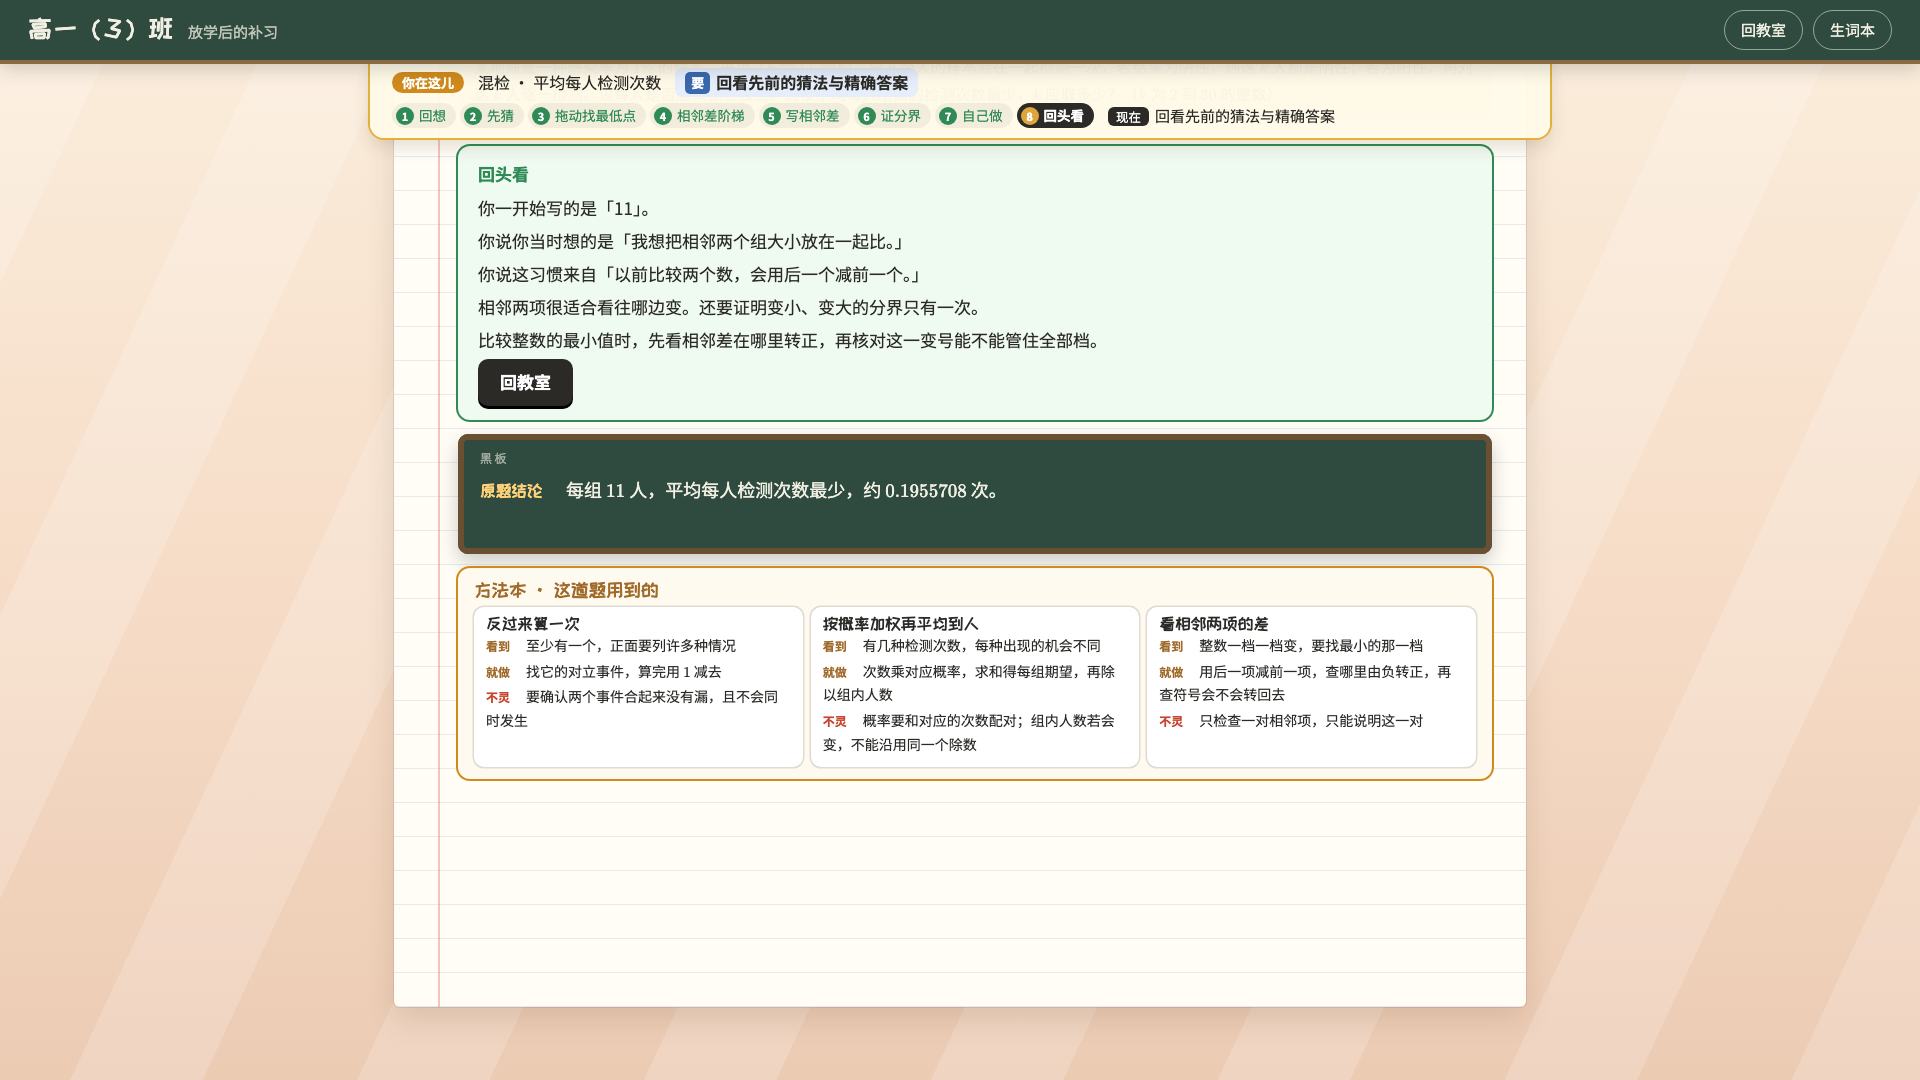 高一（3）班 放学后的补习 回教室 生词本
你在这儿 混检 · 平均每人检测次数 要 回看先前的猜法与精确答案
1 回想 2 先猜 3 拖动找最低点 4 相邻差阶梯 5 写相邻差 6 证分界 7 自己做 8 回头看 现在 回看先前的猜法与精确答案
回头看
你一开始写的是「11」。
你说你当时想的是「我想把相邻两个组大小放在一起比。」
你说这习惯来自「以前比较两个数，会用后一个减前一个。」
相邻两项很适合看往哪边变。还要证明变小、变大的分界只有一次。
比较整数的最小值时，先看相邻差在哪里转正，再核对这一变号能不能管住全部档。
回教室
黑板
原题结论 每组 11 人，平均每人检测次数最少，约 0.1955708 次。
方法本 · 这道题用到的
反过来算一次
看到 至少有一个，正面要列许多种情况
就做 找它的对立事件，算完用 1 减去
不灵 要确认两个事件合起来没有漏，且不会同
时发生
按概率加权再平均到人
看到 有几种检测次数，每种出现的机会不同
就做 次数乘对应概率，求和得每组期望，再除
以组内人数
不灵 概率要和对应的次数配对；组内人数若会
变，不能沿用同一个除数
看相邻两项的差
看到 整数一档一档变，要找最小的那一档
就做 用后一项减前一项，查哪里由负转正，再
查符号会不会转回去
不灵 只检查一对相邻项，只能说明这一对